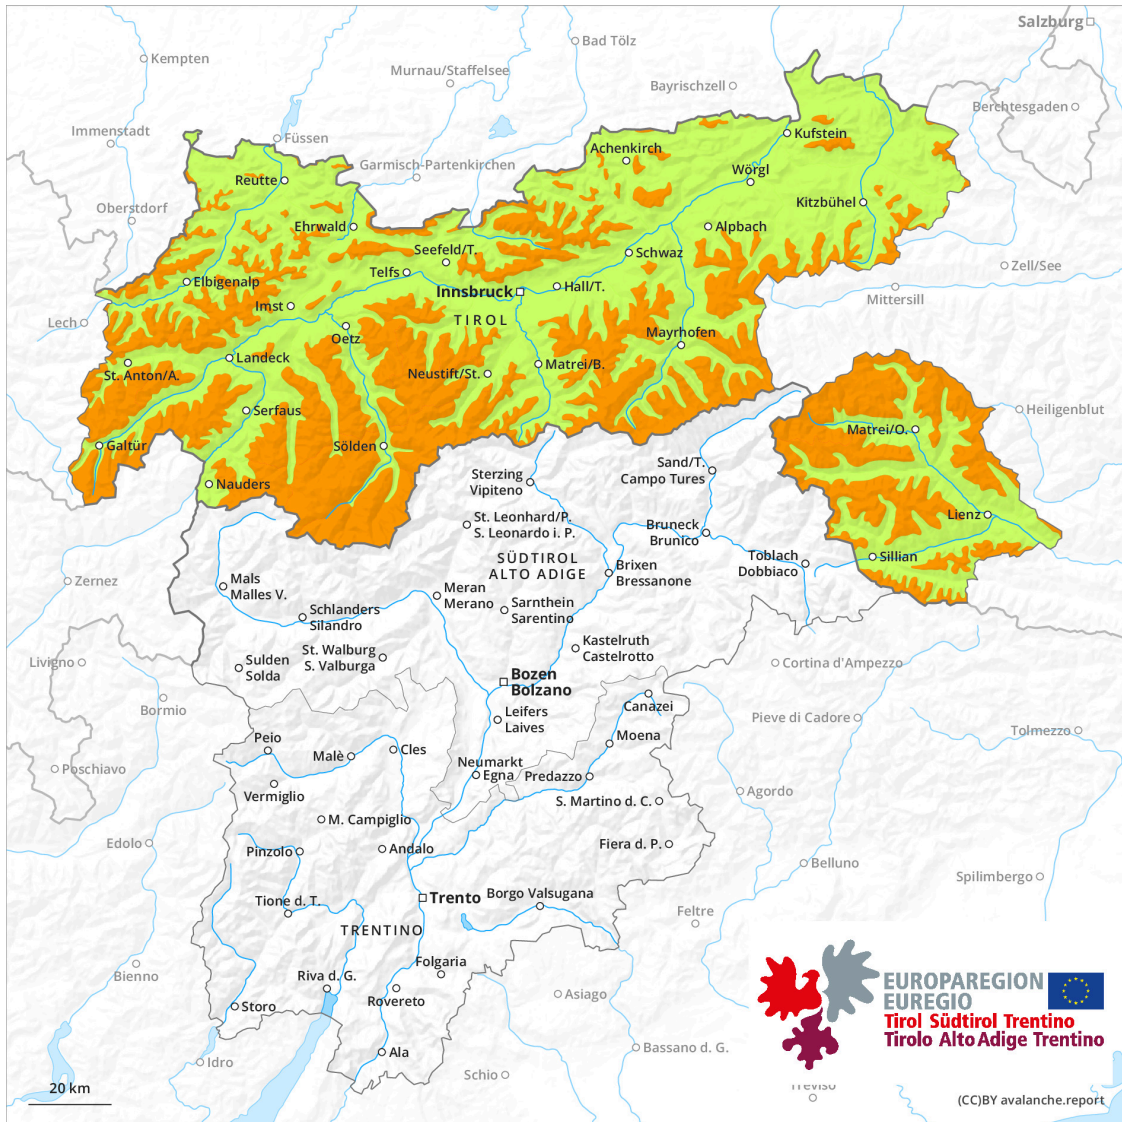 Salzburg
Bad Tölz
Kempten
Murnau/Staffelsee
Bayrischzell
Berchtesgaden
Immenstadt
Füssen
Kufstein
Achenkirch
Garmisch-Partenkirchen
Wörgl
Reutte
Oberstdorf
Kitzbühel
Ehrwald
Alpbach
Seefeld/T.
Schwaz
Telfs
Zell/See
Elbigenalp
Innsbruck
Hall/T.
Mittersill
Imst
TIROL
Lech
Oetz
Mayrhofen
Landeck
Matrei/B.
St. Anton/A.
Neustift/St.
Serfaus
Heiligenblut
Matrei/O.
Galtür
Sölden
Sterzing
Vipiteno
Sand/T.
Campo Tures
Nauders
Lienz
St. Leonhard/P.
S. Leonardo i. P.
Bruneck
Brunico
SÜDTIROL
ALTO ADIGE
Toblach
Dobbiaco
Sillian
Brixen
Bressanone
Zernez
Mals
Malles V.
Meran
Merano
Sarnthein
Sarentino
Schlanders
Silandro
Kastelruth
Castelrotto
St. Walburg
S. Valburga
Livigno
Sulden
Solda
Cortina d'Ampezzo
Bozen
Bolzano
Bormio
Canazei
Leifers
Laives
Pieve di Cadore
Tolmezzo
Peio
Moena
Malè
Cles
Neumarkt
Egna
Predazzo
Poschiavo
Vermiglio
Agordo
S. Martino d. C.
M. Campiglio
Edolo
Pinzolo
Andalo
Fiera d. P.
Belluno
Spilimbergo
Trento
Borgo Valsugana
Tione d. T.
Feltre
TRENTINO
Folgaria
Bienno
Riva d. G.
Rovereto
Asiago
Storo
EUROPAREGION
EUREGIO
Tirol Südtirol Trentino
Tirolo Alto Adige Trentino
Ala
Bassano d. G.
Idro
Schio
Treviso
20 km
(CC)BY avalanche.report